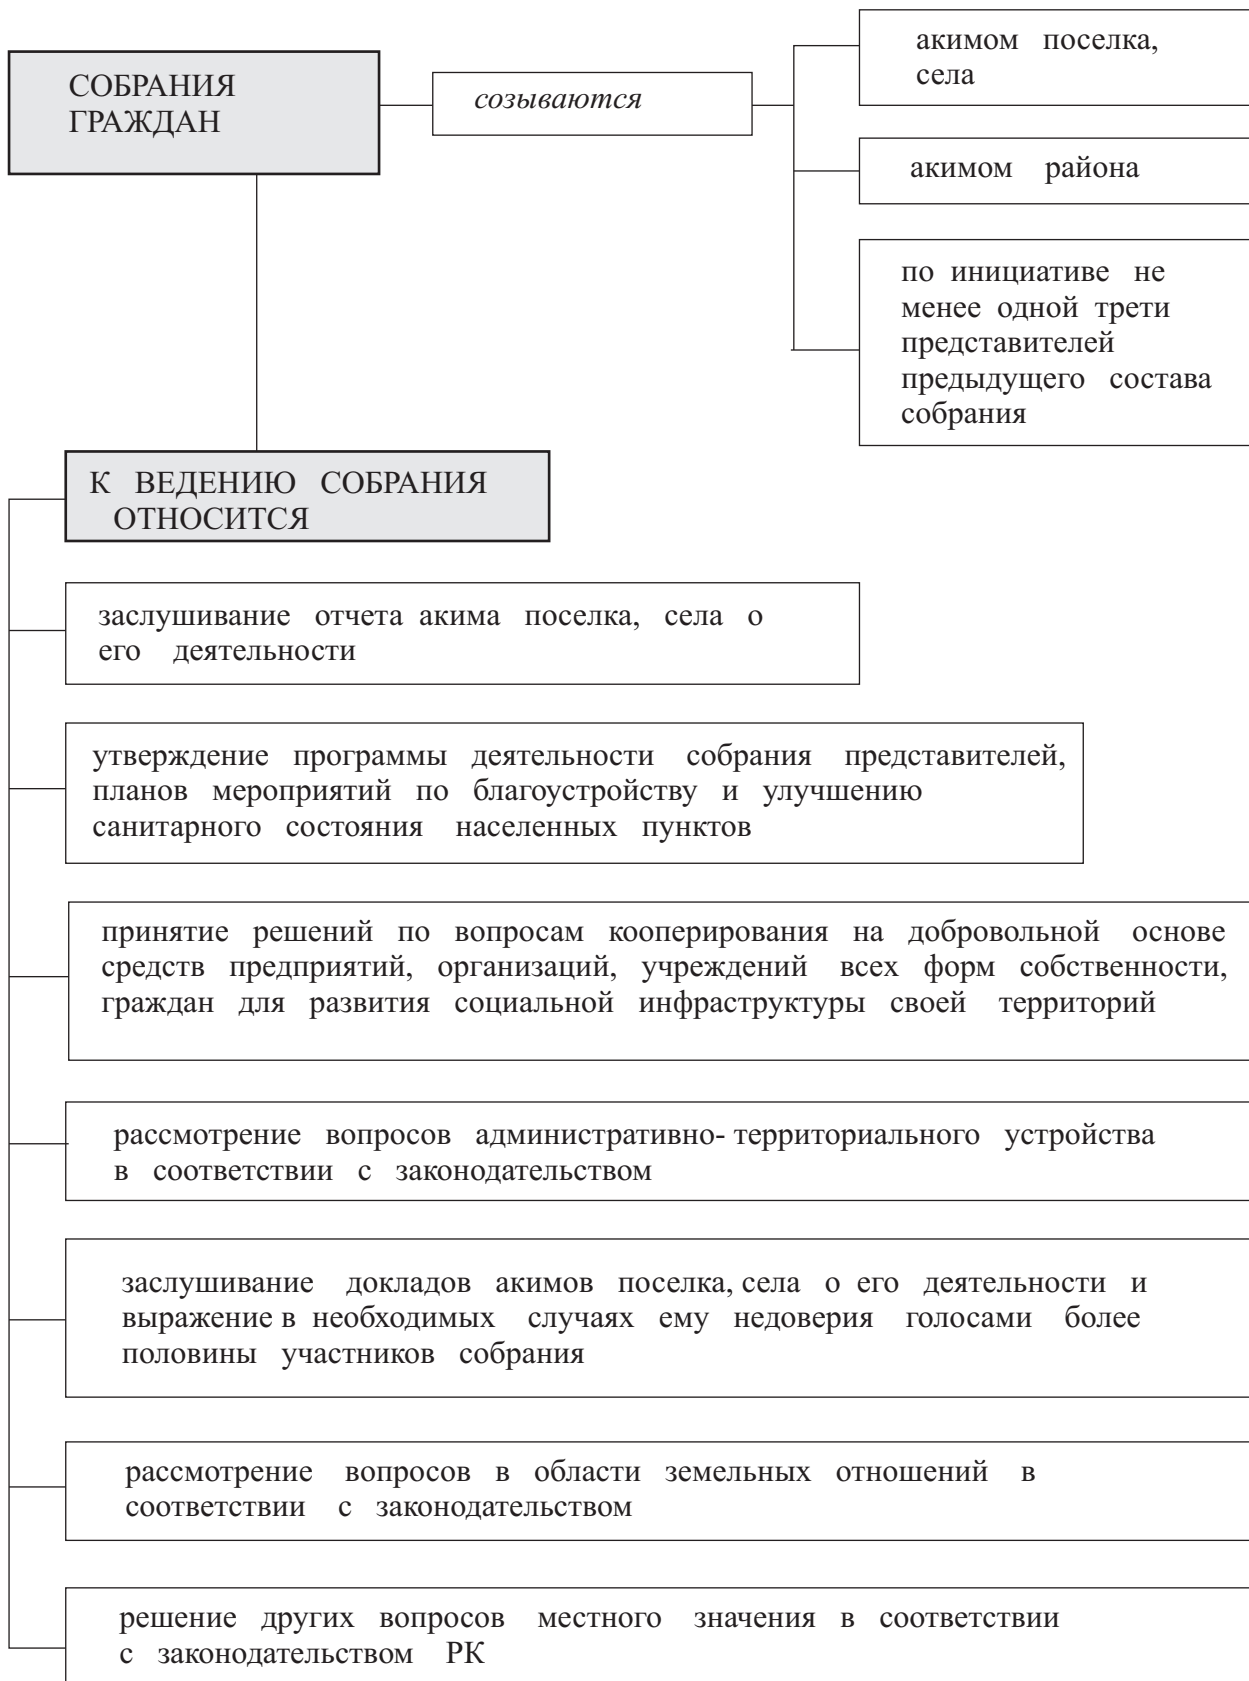 СОБРАНИЯ
ГРАЖДАН
созываются
акимом поселка,
села
акимом района
по инициативе не
менее одной трети
представителей
предыдущего состава
собрания
К ВЕДЕНИЮ СОБРАНИЯ
ОТНОСИТСЯ
заслушивание отчета акима поселка, села о
его деятельности
утверждение программы деятельности собрания представителей,
планов мероприятий по благоустройству и улучшению
санитарного состояния населенных пунктов
принятие решений по вопросам кооперирования на добровольной основе
средств предприятий, организаций, учреждений всех форм собственности,
граждан для развития социальной инфраструктуры своей территорий
рассмотрение вопросов административно- территориального устройства
в соответствии с законодательством
заслушивание докладов акимов поселка, села о его деятельности и
выражение в необходимых случаях ему недоверия голосами более
половины участников собрания
рассмотрение вопросов в области земельных отношений в
соответствии с законодательством
решение других вопросов местного значения в соответствии
с законодательством РК